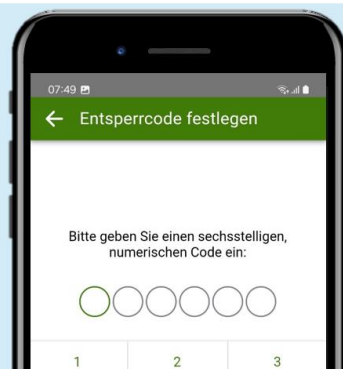 07:49
Entsperrcode festlegen
Bitte geben Sie einen sechsstelligen,
numerischen Code ein:
1 2 3